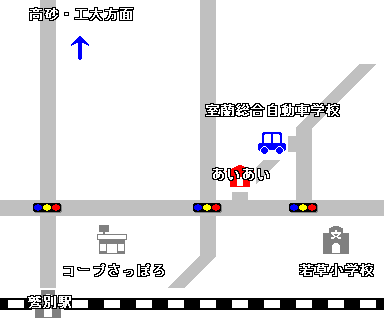 高砂・工大方面
室蘭総合自動車学校
あいあい
コープさっぽろ
若草小学校
鷲別駅